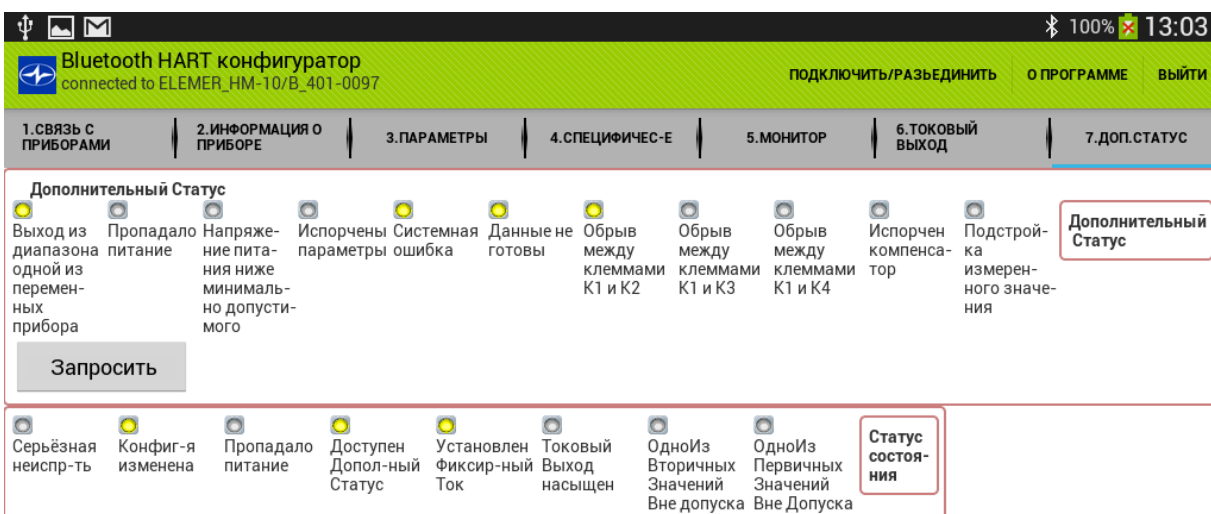 100% 13:03
Bluetooth HART конфигуратор
connected to ELEMER_HM-10/B_401-0097
ПОДКЛЮЧИТЬ/РАЗЬЕДИНИТЬ
О ПРОГРАММЕ
ВЫЙТИ
1.СВЯЗЬ С
ПРИБОРАМИ
2.ИНФОРМАЦИЯ О
ПРИБОРЕ
3.ПАРАМЕТРЫ
4.СПЕЦИФИЧЕС-Е
5.МОНИТОР
6.ТОКОВЫЙ
ВЫХОД
7.ДОП.СТАТУС
Дополнительный Статус
Выход из
диапазона
одной из
перемен-
ных
прибора
Пропадало
питание
Напряже-
ние пита-
ния ниже
минималь-
но допусти-
мого
Испорчены
параметры
Системная
ошибка
Данные не
готовы
Обрыв
между
клеммами
К1 и К2
Обрыв
между
клеммами
К1 и К3
Обрыв
между
клеммами
К1 и К4
Испорчен
компенса-
тор
Подстрой-
ка
измерен-
ного значе-
ния
Дополнительный
Статус
Запросить
Серьёзная
неиспр-ть
Конфиг-я
изменена
Пропадало
питание
Доступен
Допол-ный
Статус
Установлен
Фиксир-ный
Ток
Токовый
Выход
насыщен
ОдноИз
Вторичных
Значений
Вне допуска
ОдноИз
Первичных
Значений
Вне Допуска
Статус
состоя-
ния